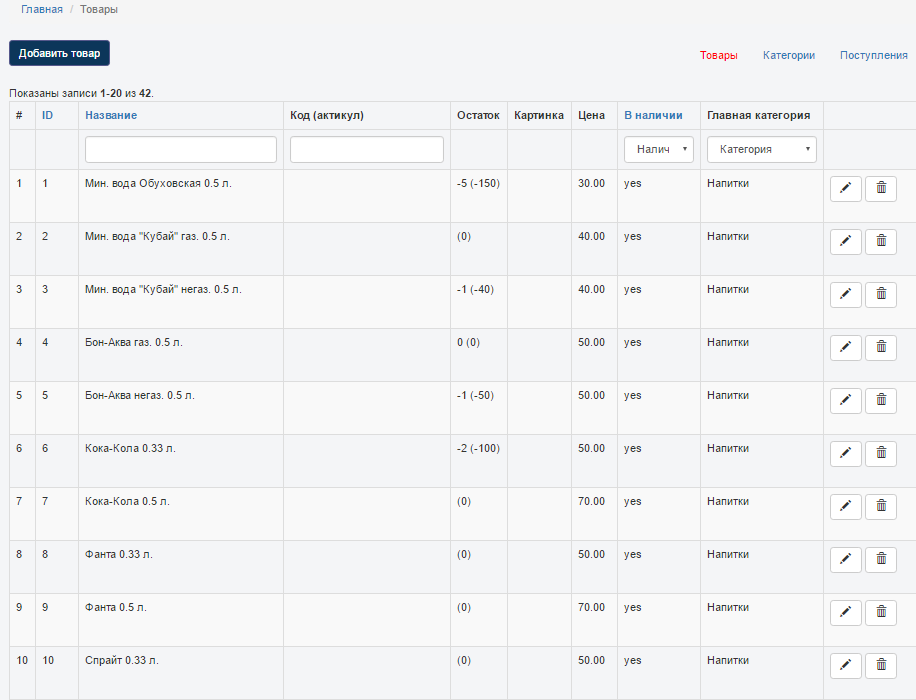 Главная / Товары
Добавить товар
Товары Категории Поступления
Показаны записи 1-20 из 42.
# ID Название Код (актикул) Остаток Картинка Цена В наличии Главная категория
Налич Категория
1 1 Мин. вода Обуховская 0.5 л. -5 (-150) 30.00 yes Напитки
2 2 Мин. вода "Кубай" газ. 0.5 л. (0) 40.00 yes Напитки
3 3 Мин. вода "Кубай" негаз. 0.5 л. -1 (-40) 40.00 yes Напитки
4 4 Бон-Аква газ. 0.5 л. 0 (0) 50.00 yes Напитки
5 5 Бон-Аква негаз. 0.5 л. -1 (-50) 50.00 yes Напитки
6 6 Кока-Кола 0.33 л. -2 (-100) 50.00 yes Напитки
7 7 Кока-Кола 0.5 л. (0) 70.00 yes Напитки
8 8 Фанта 0.33 л. (0) 50.00 yes Напитки
9 9 Фанта 0.5 л. (0) 70.00 yes Напитки
10 10 Спрайт 0.33 л. (0) 50.00 yes Напитки